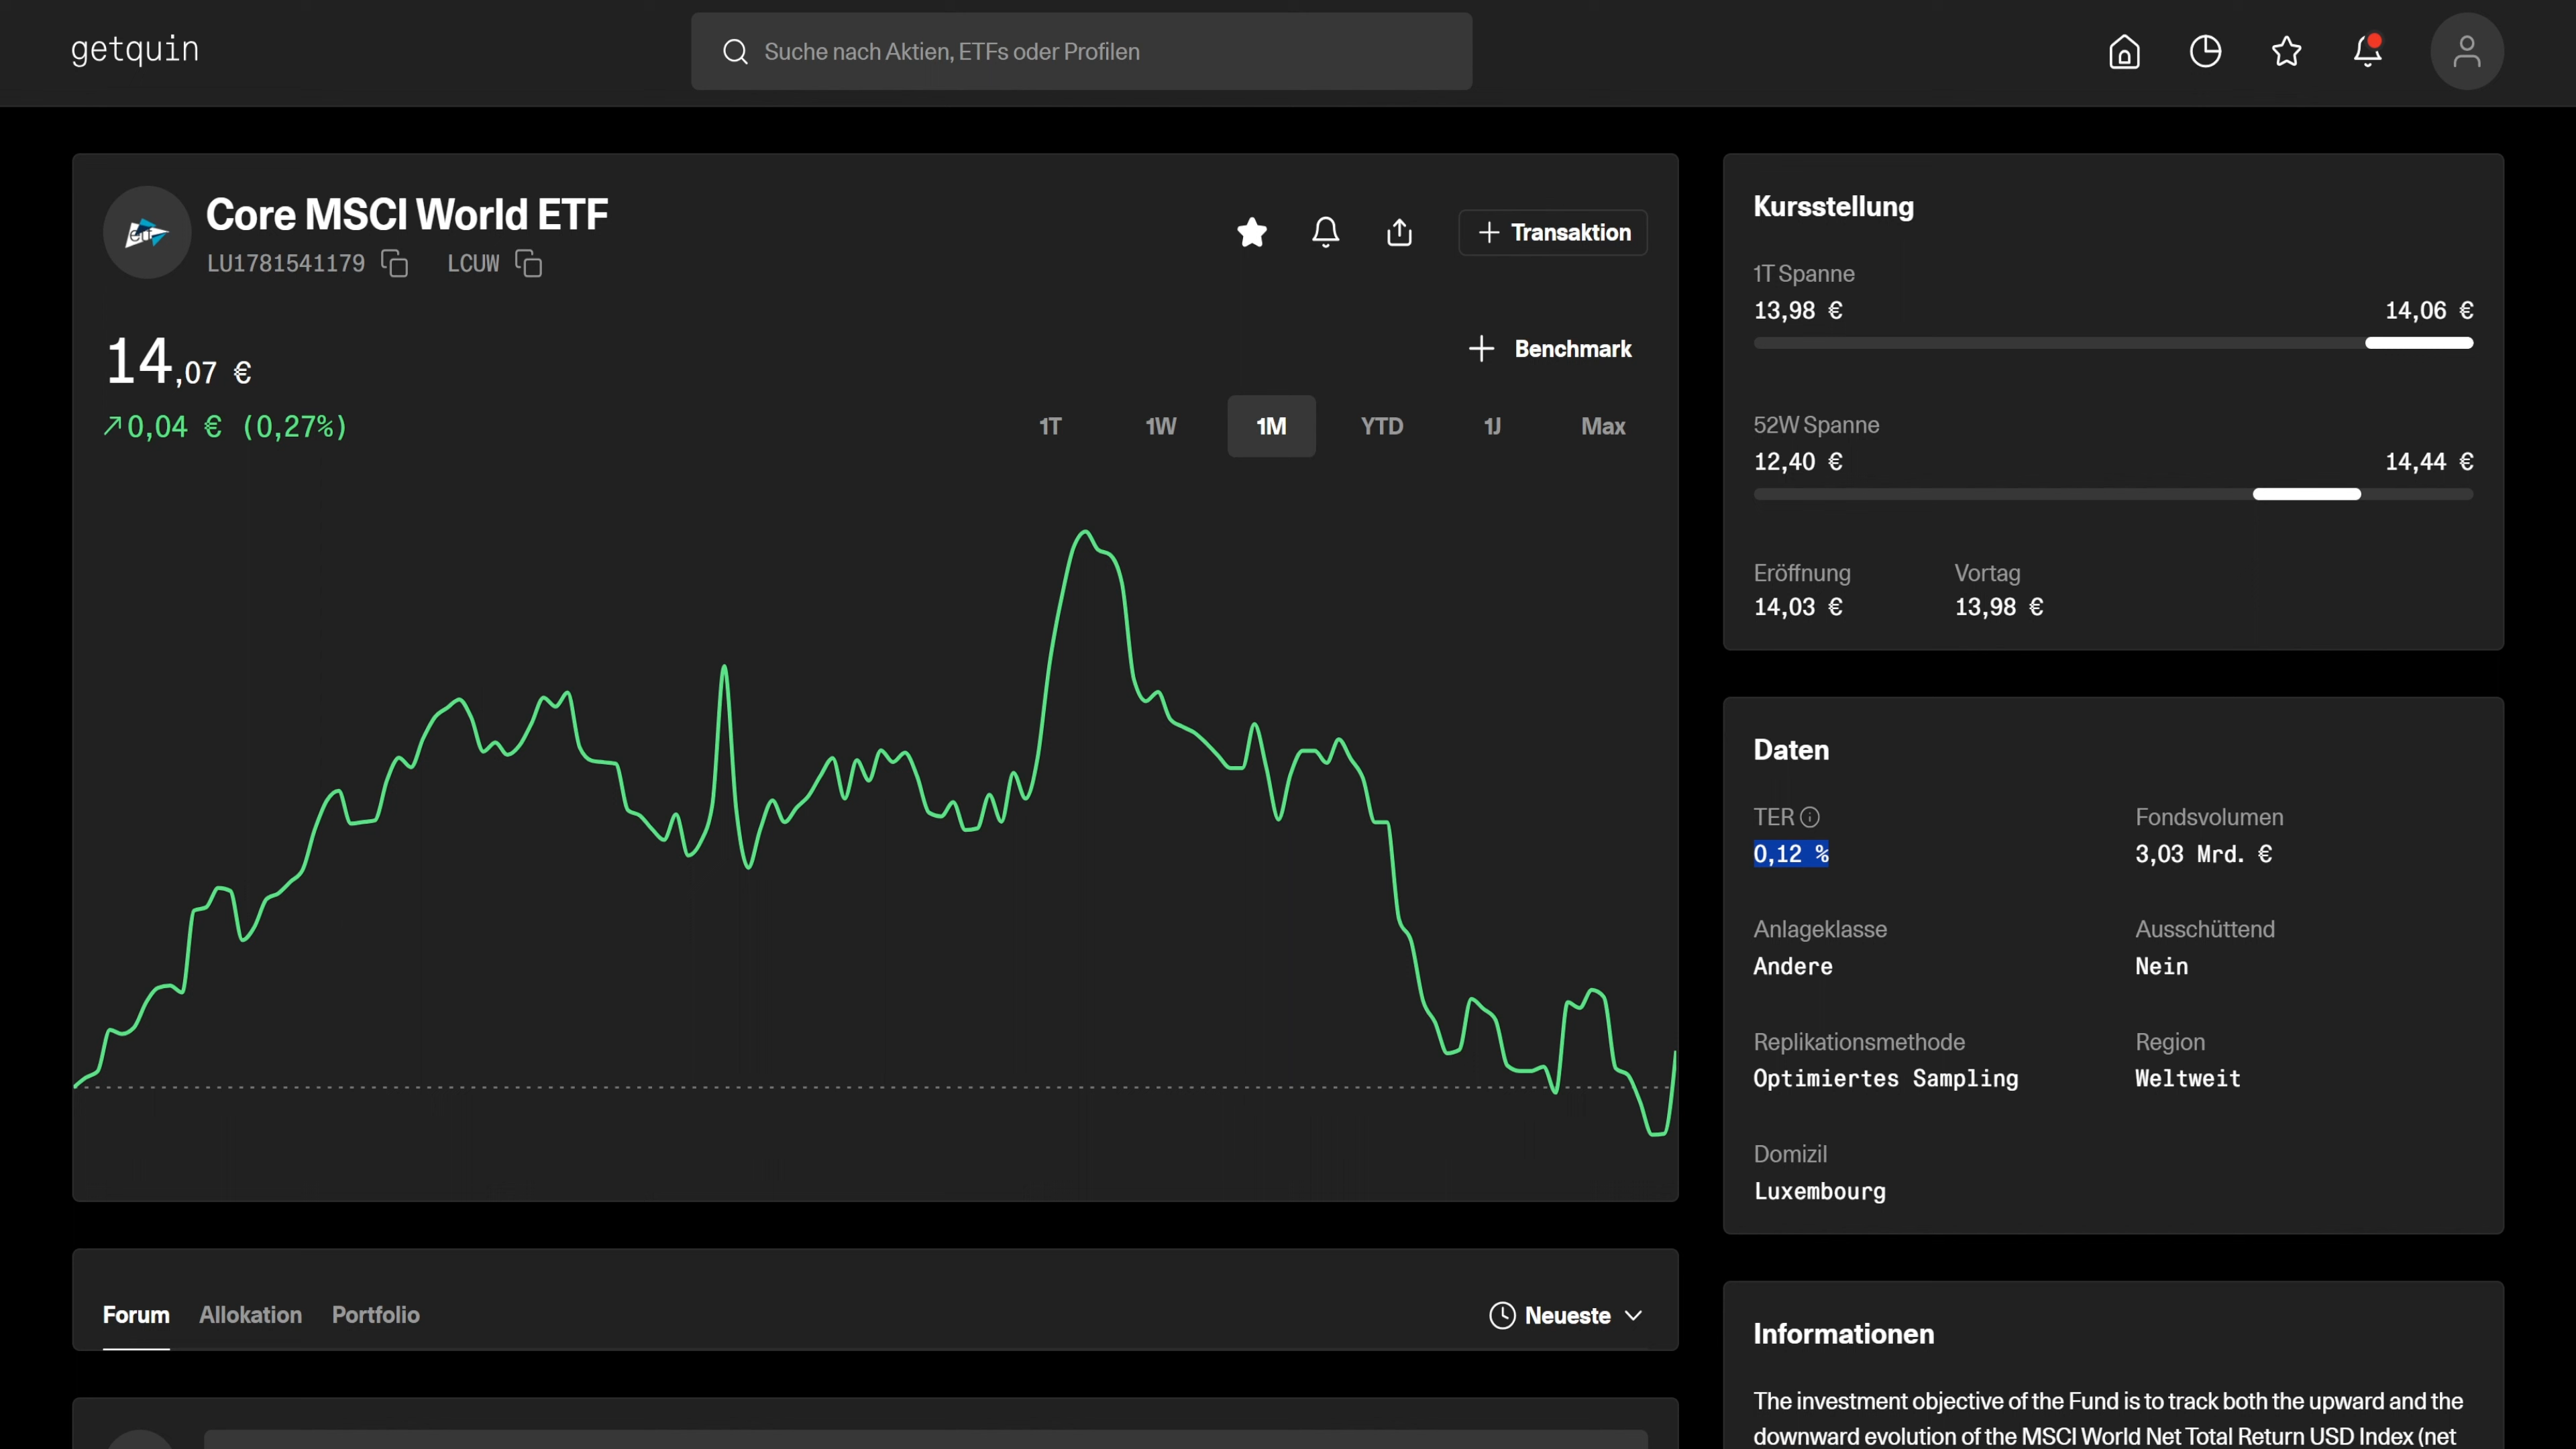 getquin
Suche nach Aktien, ETFs oder Profilen
Core MSCI World ETF
LU1781541179 LCUW
Transaktion
14,07 €
0,04 € (0,27%)
Benchmark
1T 1W 1M YTD 1J Max
Forum Allokation Portfolio
Neueste
Kursstellung
1T Spanne
13,98 € 14,06 €
52W Spanne
12,40 € 14,44 €
Eröffnung Vortag
14,03 € 13,98 €
Daten
TER Fondsvolumen
0,12 % 3,03 Mrd. €
Anlageklasse Ausschüttend
Andere Nein
Replikationsmethode Region
Optimiertes Sampling Weltweit
Domizil
Luxembourg
Informationen
The investment objective of the Fund is to track both the upward and the
downward evolution of the MSCI World Net Total Return USD Index (net